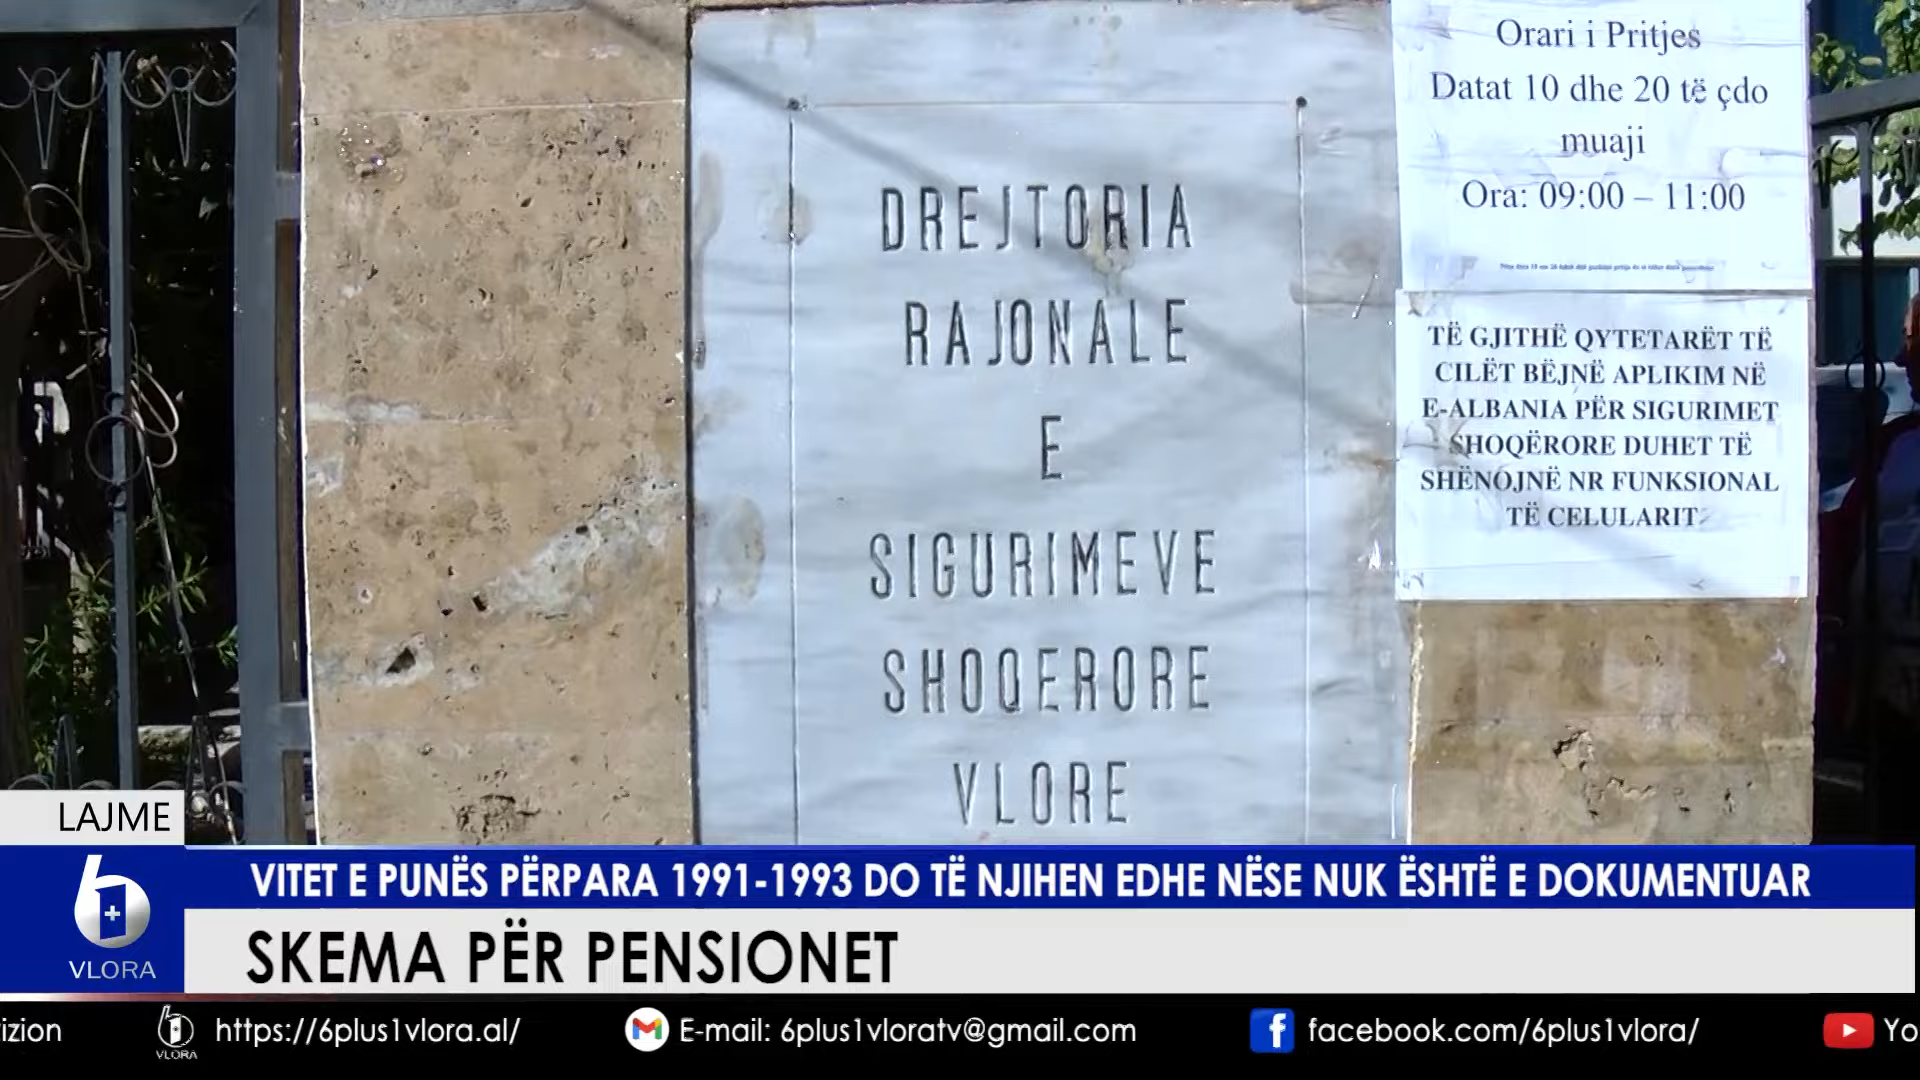 DREJTORIA
RAJONALE
E
SIGURIMEVE
SHOQERORE
VLORE
Orari i Pritjes
Datat 10 dhe 20 të çdo
muaji
Ora: 09:00 – 11:00
TË GJITHË QYTETARËT TË
CILËT BËJNË APLIKIM NË
E-ALBANIA PËR SIGURIMET
SHOQËRORE DUHET TË
SHËNOJNË NR FUNKSIONAL
TË CELULARIT
LAJME
VITET E PUNËS PËRPARA 1991-1993 DO TË NJIHEN EDHE NËSE NUK ËSHTË E DOKUMENTUAR
SKEMA PËR PENSIONET
6+1
VLORA
izion
VLORA
https://6plus1vlora.al/
E-mail: 6plus1vloratv@gmail.com
facebook.com/6plus1vlora/
Yo